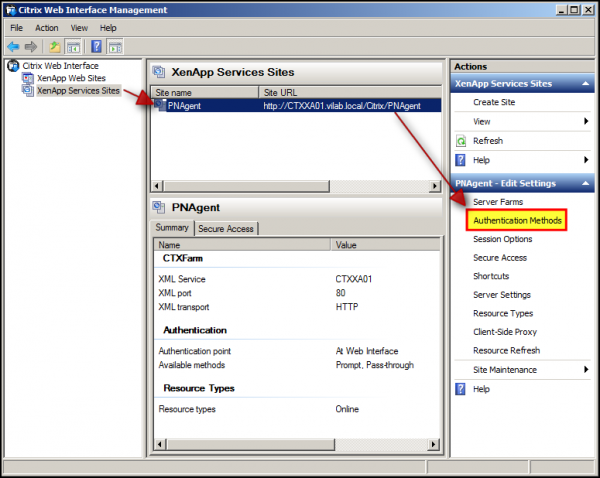 Citrix Web Interface Management
File Action View Help
Citrix Web Interface
XenApp Web Sites
XenApp Services Sites
XenApp Services Sites
Site name Site URL
PNAgent http://CTXXA01.vilab.local/Citrix/PNAgent
PNAgent
Summary Secure Access
Name Value
CTXFarm
XML Service CTXXA01
XML port 80
XML transport HTTP
Authentication
Authentication point At Web Interface
Available methods Prompt, Pass-through
Resource Types
Resource types Online
Actions
XenApp Services Sites
Create Site
View
Refresh
Help
PNAgent - Edit Settings
Server Farms
Authentication Methods
Session Options
Secure Access
Shortcuts
Server Settings
Resource Types
Client-Side Proxy
Resource Refresh
Site Maintenance
Help